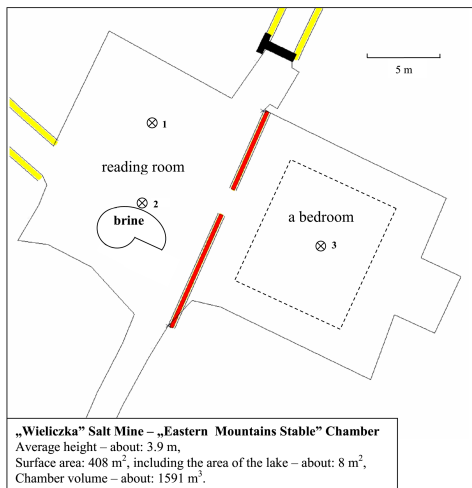 5 m
1
reading room
2
brine
a bedroom
3
„Wieliczka” Salt Mine – „Eastern Mountains Stable” Chamber
Average height – about: 3.9 m,
Surface area: 408 m², including the area of the lake – about: 8 m²,
Chamber volume – about: 1591 m³.